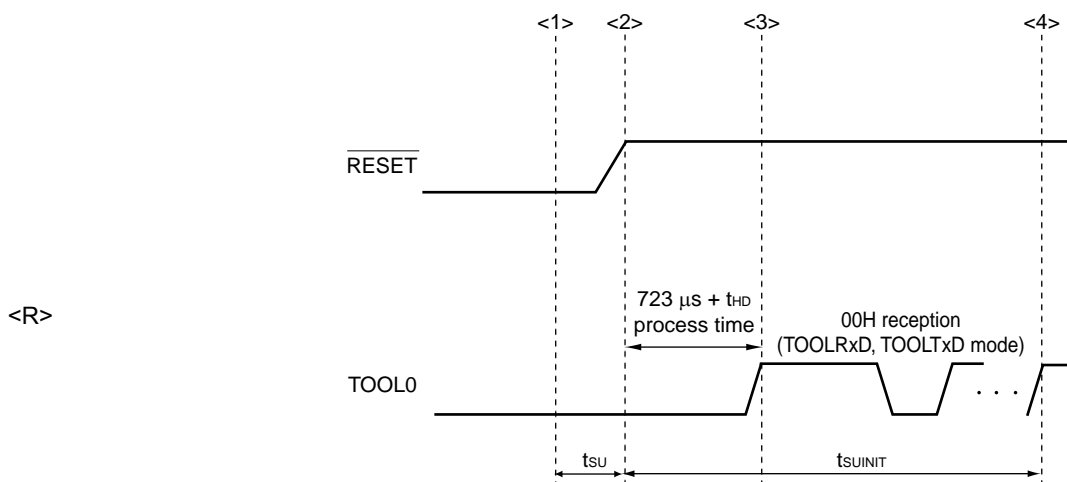 <1> <2> <3> <4>
RESET
<R>
723 µs + tHD
process time
00H reception
(TOOLRxD, TOOLTxD mode)
TOOL0
. . .
tSU
tSUINIT